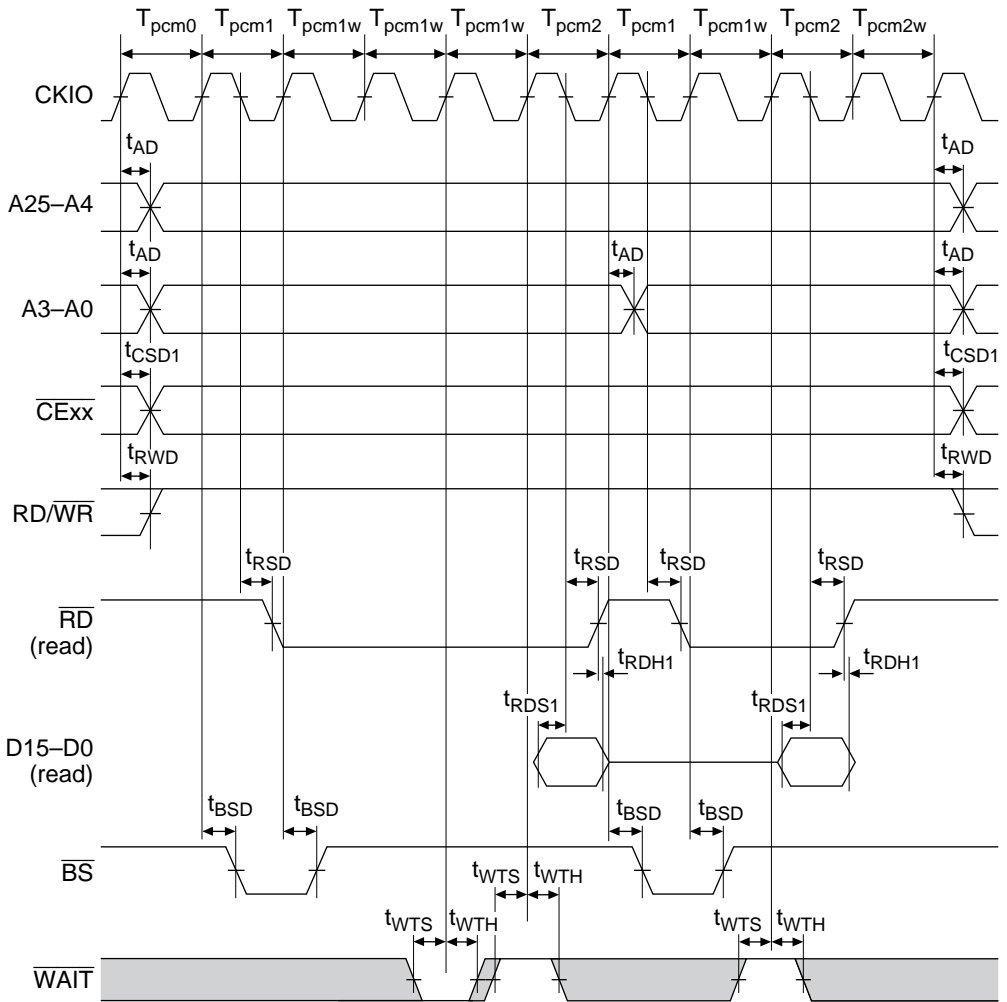 Tpcm0 Tpcm1 Tpcm1w Tpcm1w Tpcm1w Tpcm2 Tpcm1 Tpcm1w Tpcm2 Tpcm2w
CKIO
tAD tAD
A25–A4
tAD tAD tAD
A3–A0
tCSD1 tCSD1
CExx
tRWD tRWD
RD/WR
tRSD tRSD tRSD tRSD
RD
(read)
tRDH1 tRDH1
tRDS1 tRDS1
D15–D0
(read)
tBSD tBSD tBSD tBSD
BS
tWTS tWTH
tWTS tWTH tWTS tWTH
WAIT